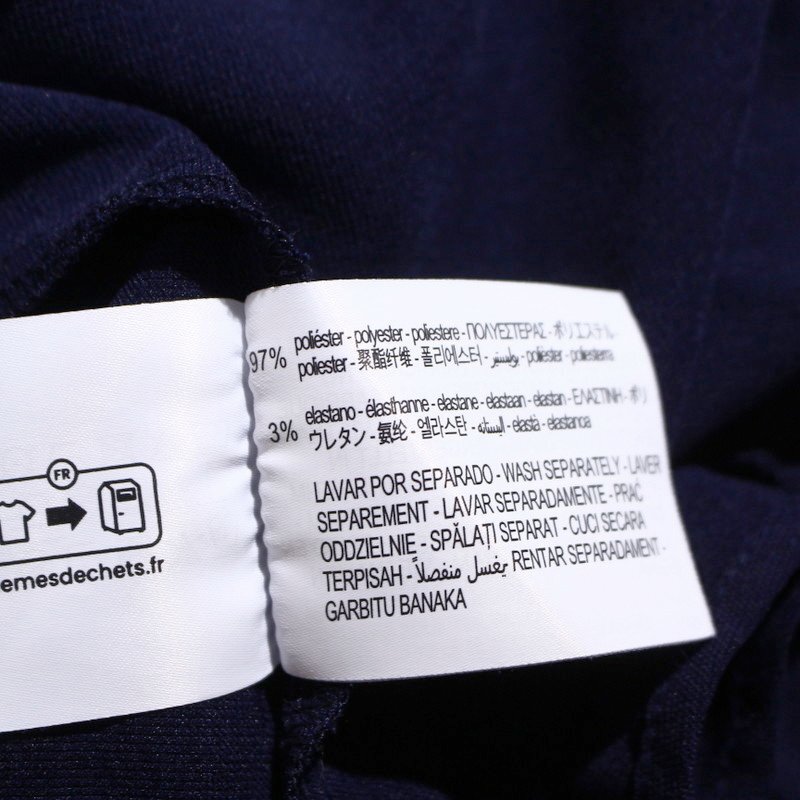 FR
emesdechets.fr
97% poliéster - polyester - poliestere - ΠΟΛΥΕΣΤΕΡΑΣ - ポリエステル -
poliester - 聚酯纤维 - 폴리에스터 - بوليستير - poliéster - poliesterra
3% elastano - élasthanne - elastane - elastaan - elastan - ΕΛΑΣΤΙΝΗ - ポリ
ウレタン - 氨纶 - 엘라스탄 - إليستان - elastà - elastanoa
LAVAR POR SEPARADO - WASH SEPARATELY - LAVER
SEPAREMENT - LAVAR SEPARADAMENTE - PRAĆ
ODDZIELNIE - SPĂLAȚI SEPARAT - CUCI SECARA
TERPISAH - يغسل منفصلاً RENTAR SEPARADAMENT -
GARBITU BANAKA